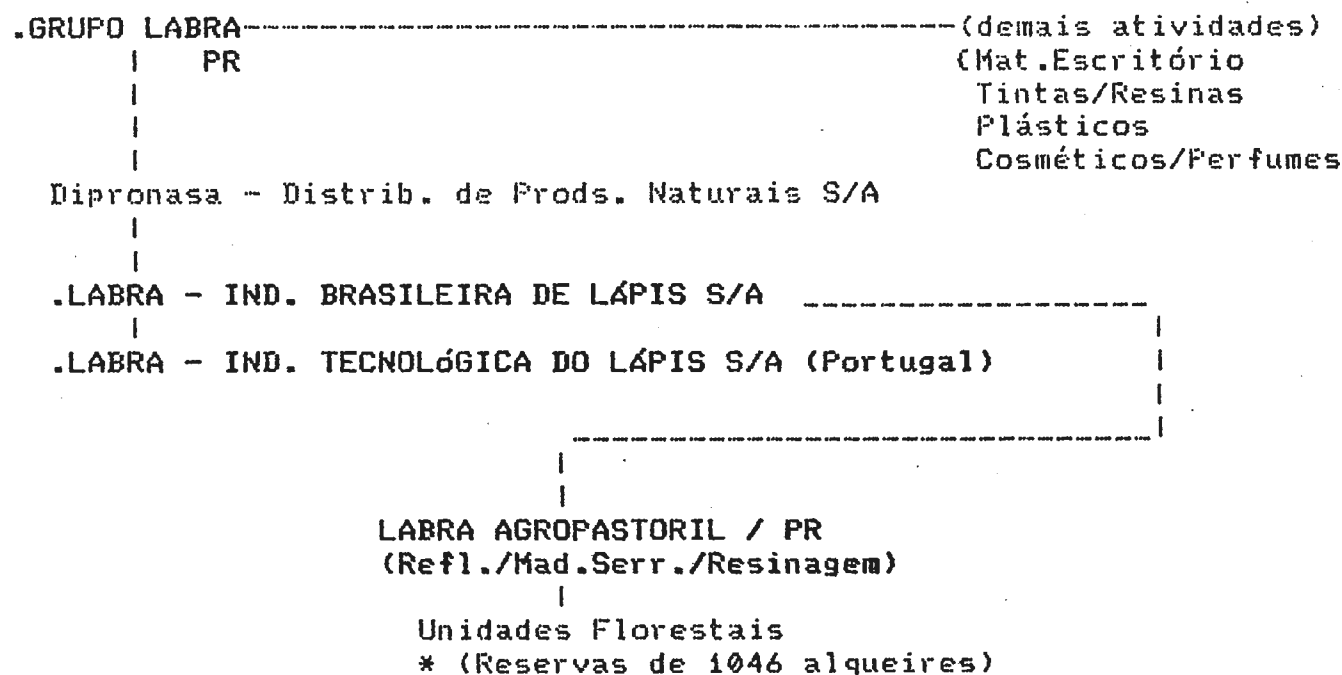 .GRUPO LABRA (demais atividades)
PR (Mat.Escritório
Tintas/Resinas
Plásticos
Cosméticos/Perfumes
Dipronasa - Distrib. de Prods. Naturais S/A
.LABRA - IND. BRASILEIRA DE LÁPIS S/A
.LABRA - IND. TECNOLóGICA DO LÁPIS S/A (Portugal)
LABRA AGROPASTORIL / PR
(Refl./Mad.Serr./Resinagem)
Unidades Florestais
* (Reservas de 1046 alqueires)